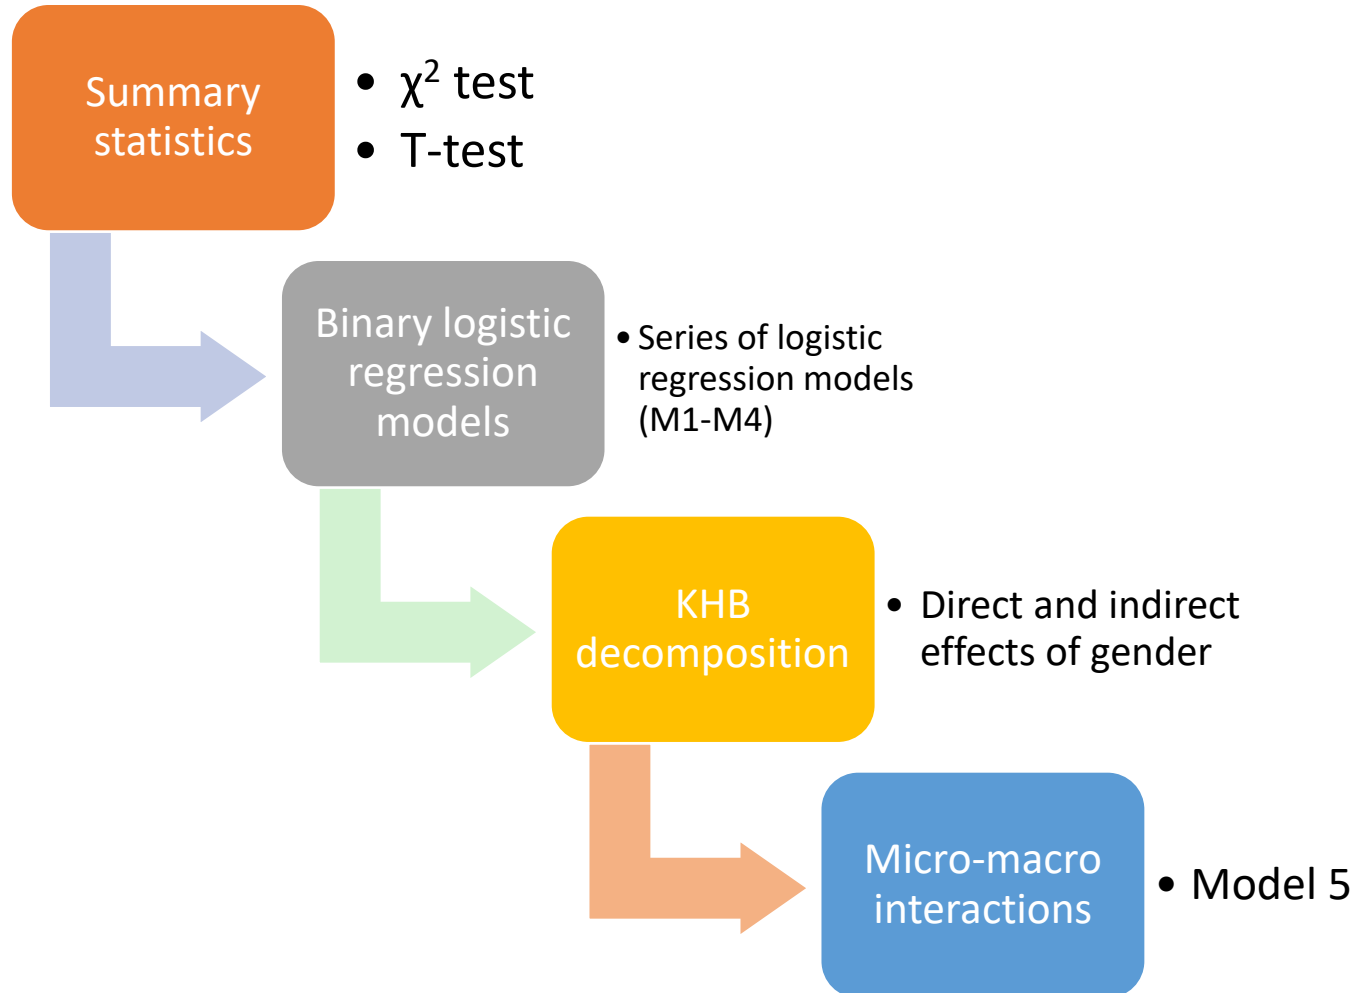 Summary
statistics
• χ² test
• T-test
Binary logistic
regression
models
• Series of logistic
regression models
(M1-M4)
KHB
decomposition
• Direct and indirect
effects of gender
Micro-macro
interactions
• Model 5